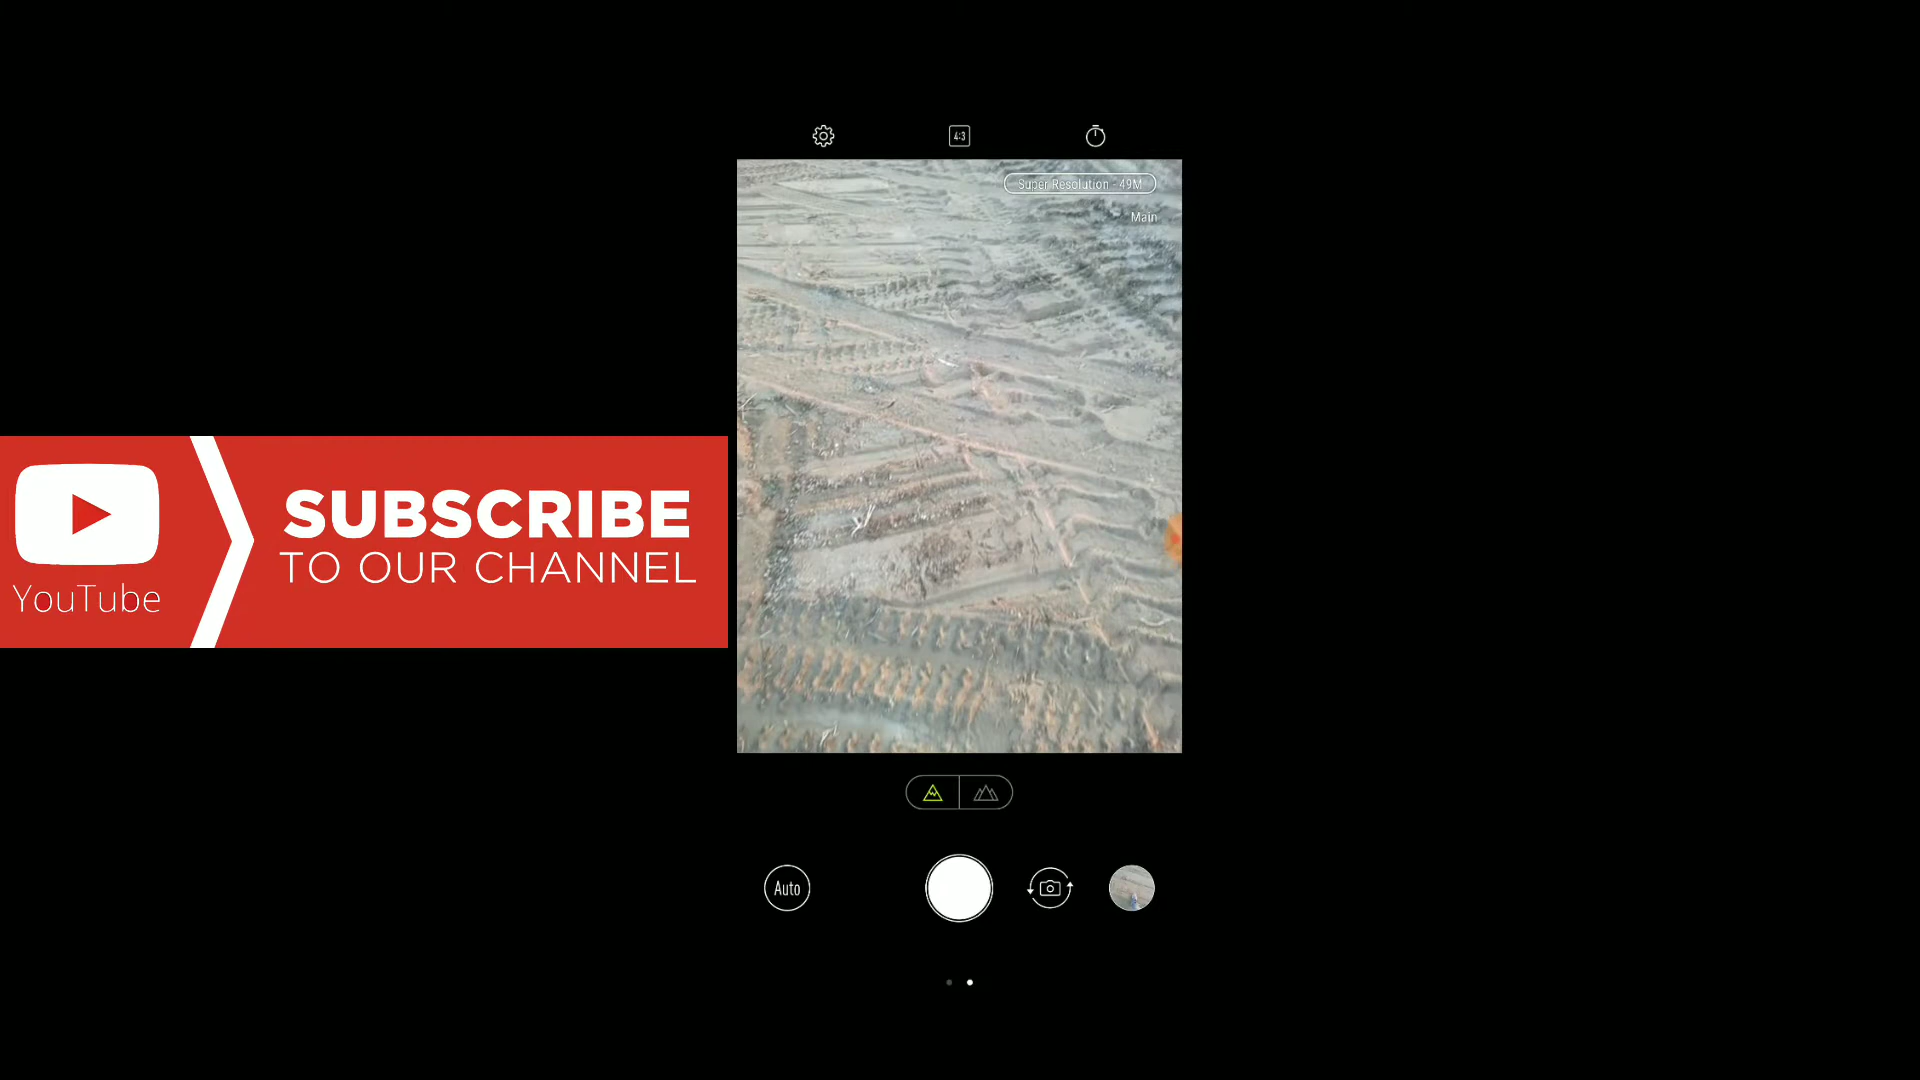 4:3
Super Resolution - 49M
Main
SUBSCRIBE
TO OUR CHANNEL
YouTube
Auto